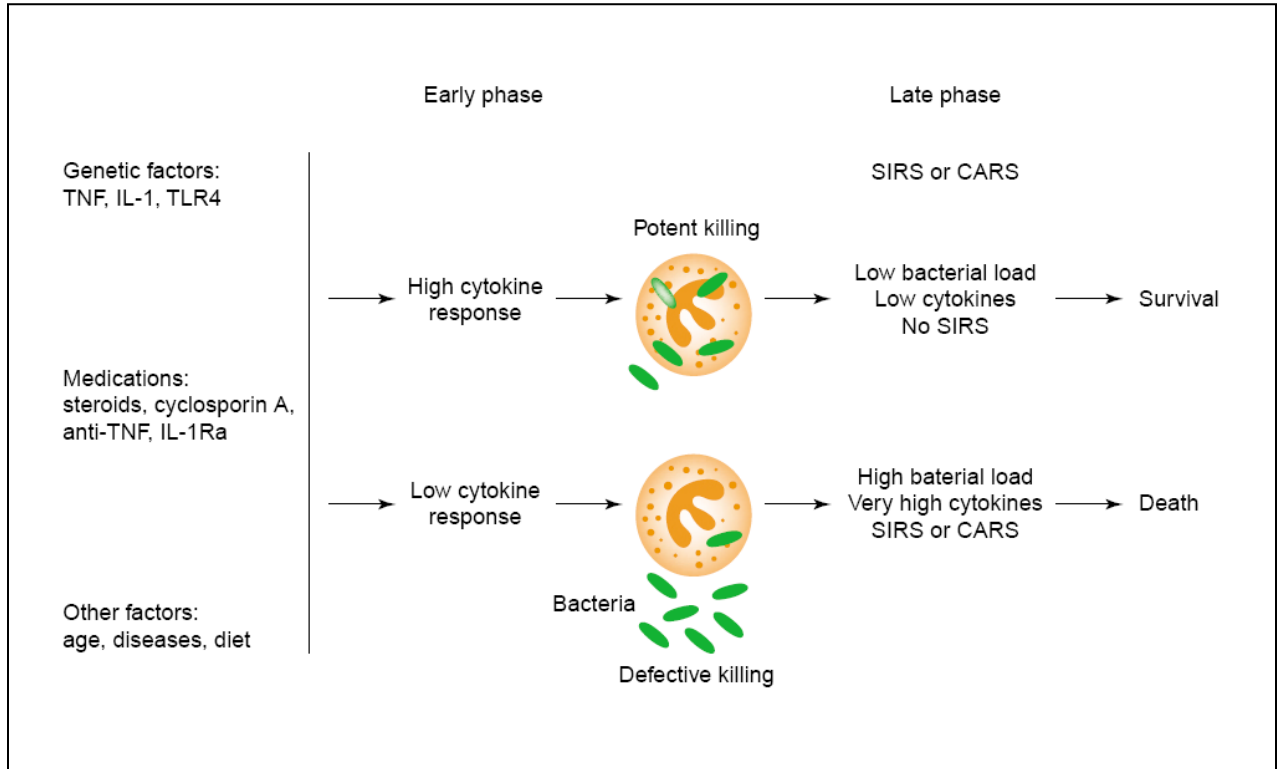 Early phase
Late phase
Genetic factors:
TNF, IL-1, TLR4
SIRS or CARS
Potent killing
High cytokine
response
Low bacterial load
Low cytokines
No SIRS
Survival
Medications:
steroids, cyclosporin A,
anti-TNF, IL-1Ra
Low cytokine
response
High baterial load
Very high cytokines
SIRS or CARS
Death
Other factors:
age, diseases, diet
Bacteria
Defective killing